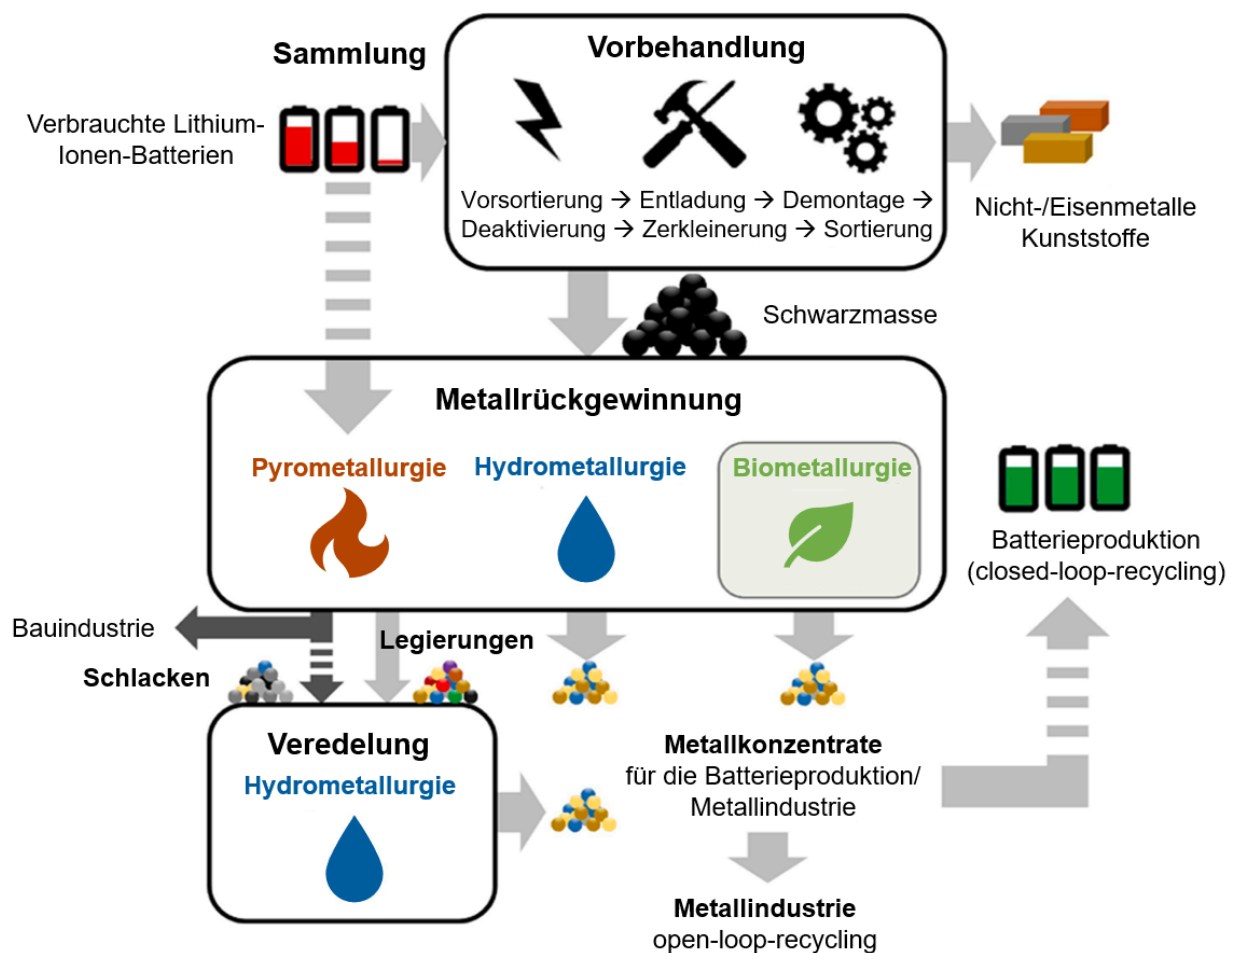 Sammlung
Vorbehandlung
Verbrauchte Lithium-
Ionen-Batterien
Vorsortierung → Entladung → Demontage →
Deaktivierung → Zerkleinerung → Sortierung
Nicht-/Eisenmetalle
Kunststoffe
Schwarzmasse
Metallrückgewinnung
Pyrometallurgie
Hydrometallurgie
Biometallurgie
Batterieproduktion
(closed-loop-recycling)
Bauindustrie
Legierungen
Schlacken
Veredelung
Hydrometallurgie
Metallkonzentrate
für die Batterieproduktion/
Metallindustrie
Metallindustrie
open-loop-recycling